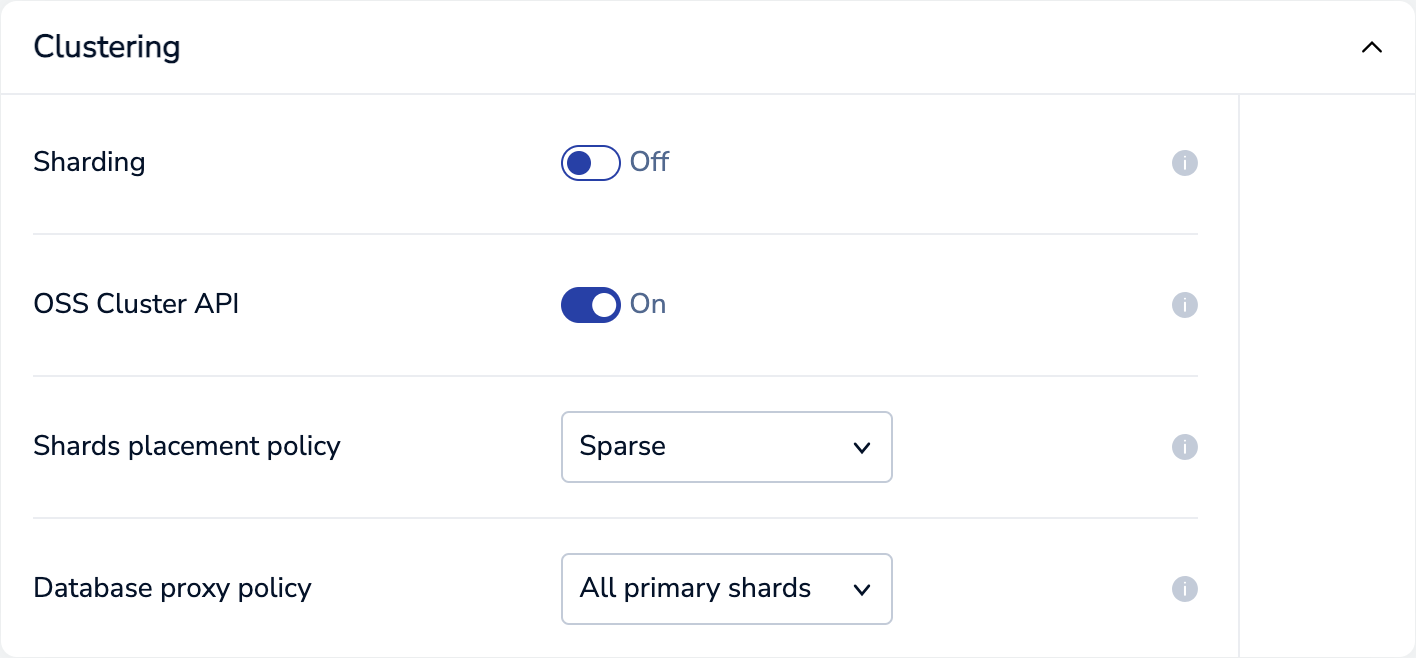 Clustering
Sharding Off
OSS Cluster API On
Shards placement policy Sparse
Database proxy policy All primary shards